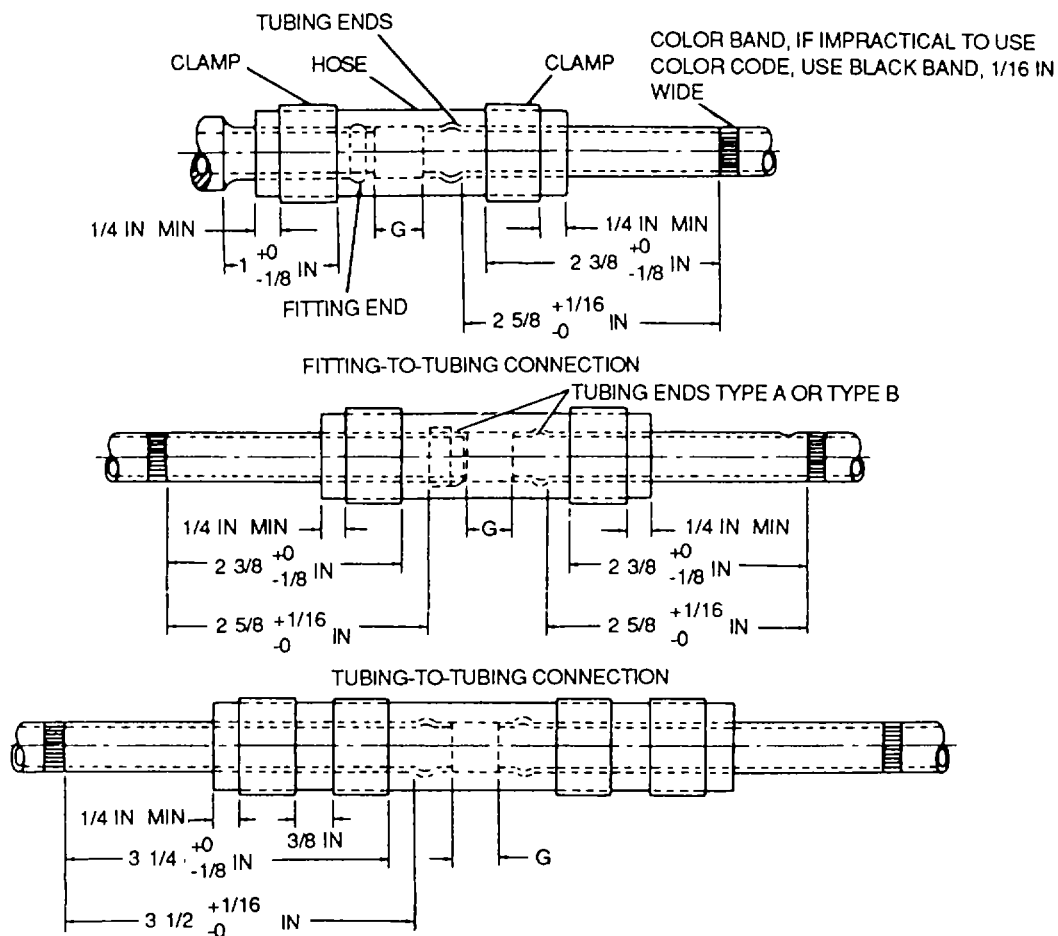 TUBING ENDS
CLAMP
HOSE
CLAMP
COLOR BAND, IF IMPRACTICAL TO USE
COLOR CODE, USE BLACK BAND, 1/16 IN
WIDE
1/4 IN MIN
G
1/4 IN MIN
1 +0 -1/8 IN
2 3/8 +0 -1/8 IN
FITTING END
2 5/8 +1/16 -0 IN
FITTING-TO-TUBING CONNECTION
TUBING ENDS TYPE A OR TYPE B
1/4 IN MIN
G
1/4 IN MIN
2 3/8 +0 -1/8 IN
2 3/8 +0 -1/8 IN
2 5/8 +1/16 -0 IN
2 5/8 +1/16 -0 IN
TUBING-TO-TUBING CONNECTION
1/4 IN MIN
3/8 IN
G
3 1/4 +0 -1/8 IN
3 1/2 +1/16 -0 IN